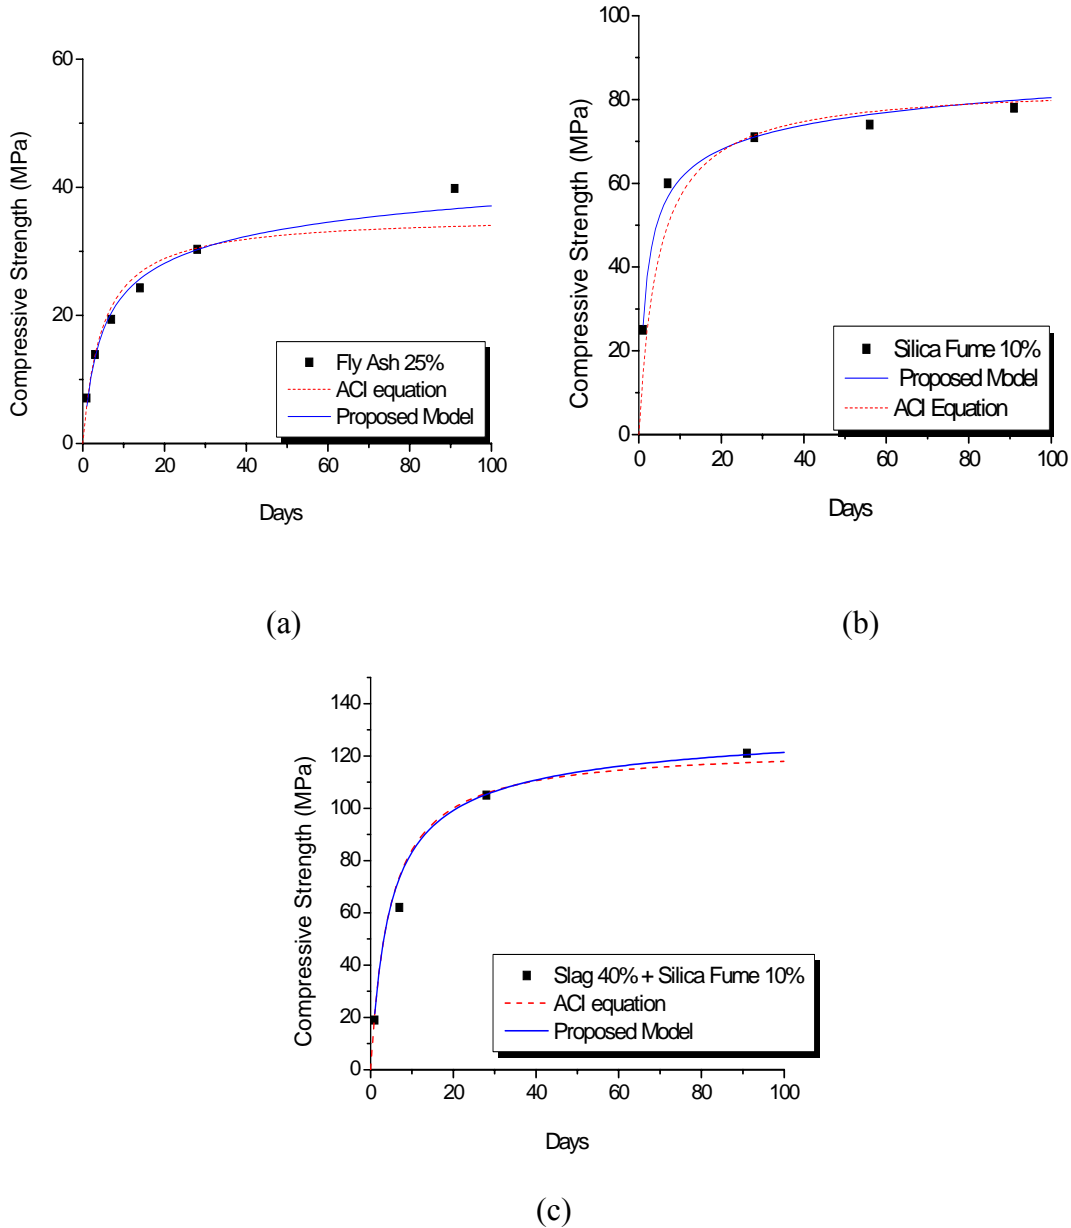 60
40
20
0
0 20 40 60 80 100
Compressive Strength (MPa)
Days
Fly Ash 25%
ACI equation
Proposed Model
(a)
100
80
60
40
20
0
0 20 40 60 80 100
Compressive Strength (MPa)
Days
Silica Fume 10%
Proposed Model
ACI Equation
(b)
140
120
100
80
60
40
20
0
0 20 40 60 80 100
Compressive Strength (MPa)
Days
Slag 40% + Silica Fume 10%
ACI equation
Proposed Model
(c)